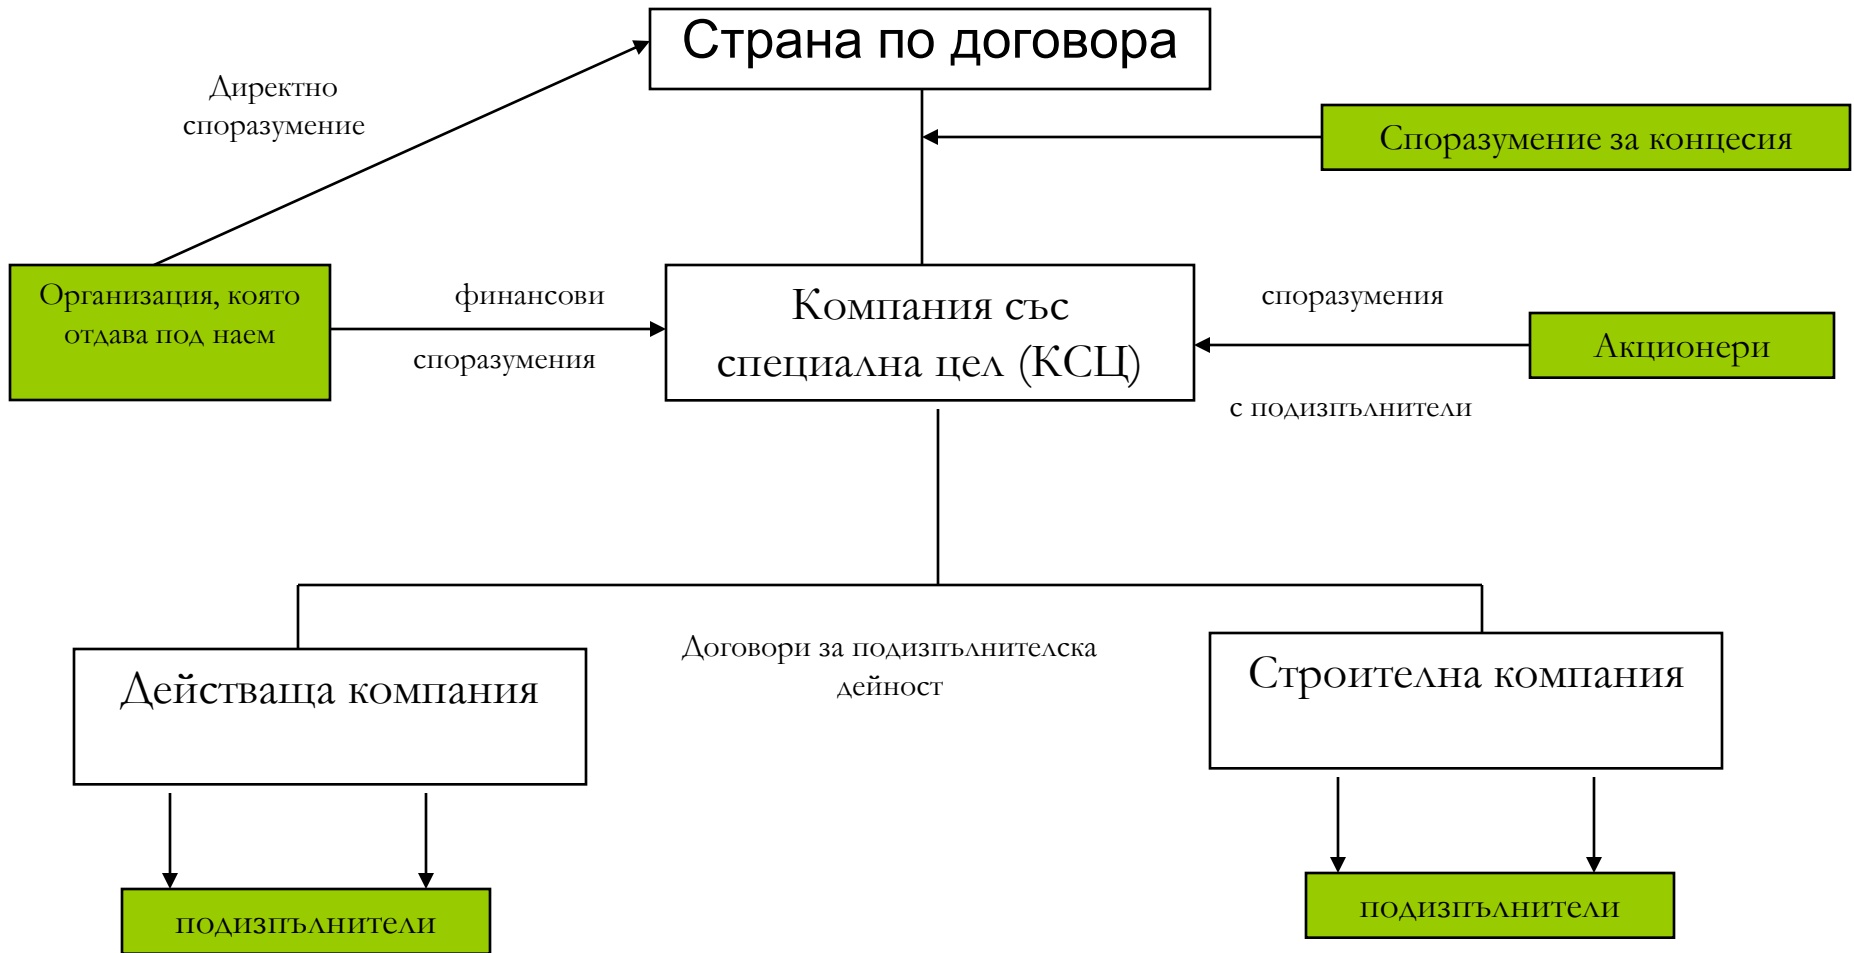 Страна по договора
Директно
споразумение
Споразумение за концесия
Организация, която
отдава под наем
финансови
споразумения
Компания със
специална цел (КСЦ)
споразумения
Акционери
с подизпълнители
Договори за подизпълнителска
дейност
Действаща компания
Строителна компания
подизпълнители
подизпълнители